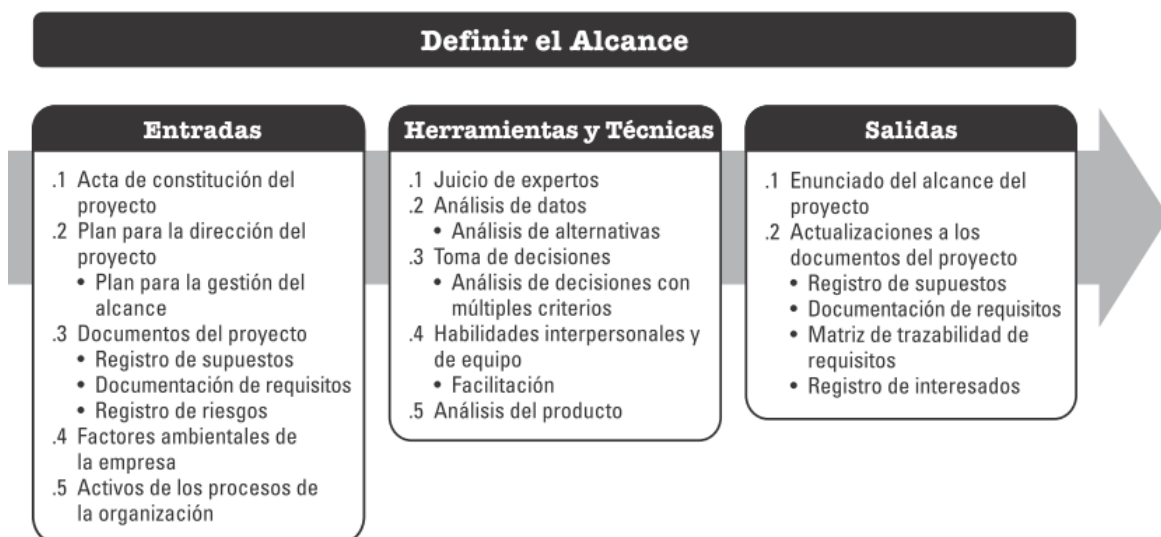 Definir el Alcance
Entradas
.1 Acta de constitución del
proyecto
.2 Plan para la dirección del
proyecto
• Plan para la gestión del
alcance
.3 Documentos del proyecto
• Registro de supuestos
• Documentación de requisitos
• Registro de riesgos
.4 Factores ambientales de
la empresa
.5 Activos de los procesos de
la organización
Herramientas y Técnicas
.1 Juicio de expertos
.2 Análisis de datos
• Análisis de alternativas
.3 Toma de decisiones
• Análisis de decisiones con
múltiples criterios
.4 Habilidades interpersonales y
de equipo
• Facilitación
.5 Análisis del producto
Salidas
.1 Enunciado del alcance del
proyecto
.2 Actualizaciones a los
documentos del proyecto
• Registro de supuestos
• Documentación de requisitos
• Matriz de trazabilidad de
requisitos
• Registro de interesados